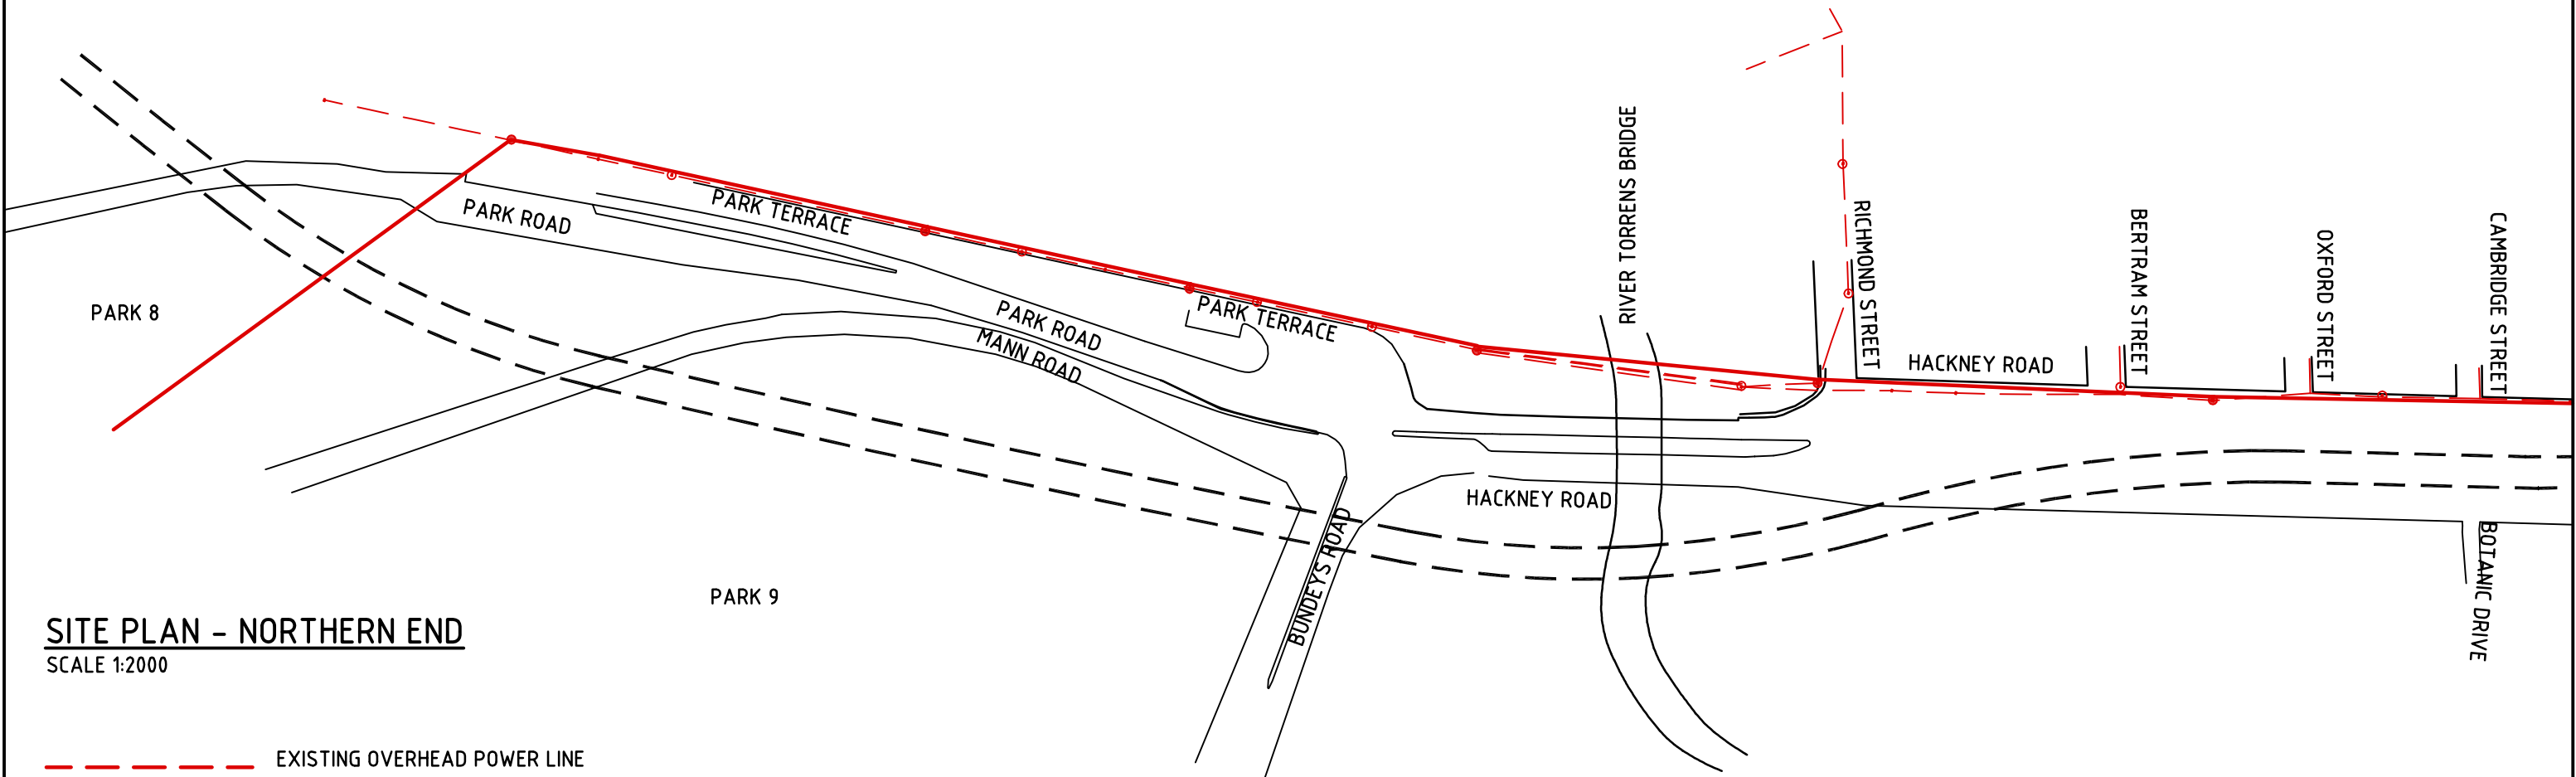 RIVER TORRENS BRIDGE
RICHMOND STREET
BERTRAM STREET
OXFORD STREET
CAMBRIDGE STREET
PARK TERRACE
PARK ROAD
PARK 8
PARK ROAD
PARK TERRACE
MANN ROAD
HACKNEY ROAD
HACKNEY ROAD
BUNDEYS ROAD
BOTANIC DRIVE
PARK 9
SITE PLAN - NORTHERN END
SCALE 1:2000
EXISTING OVERHEAD POWER LINE